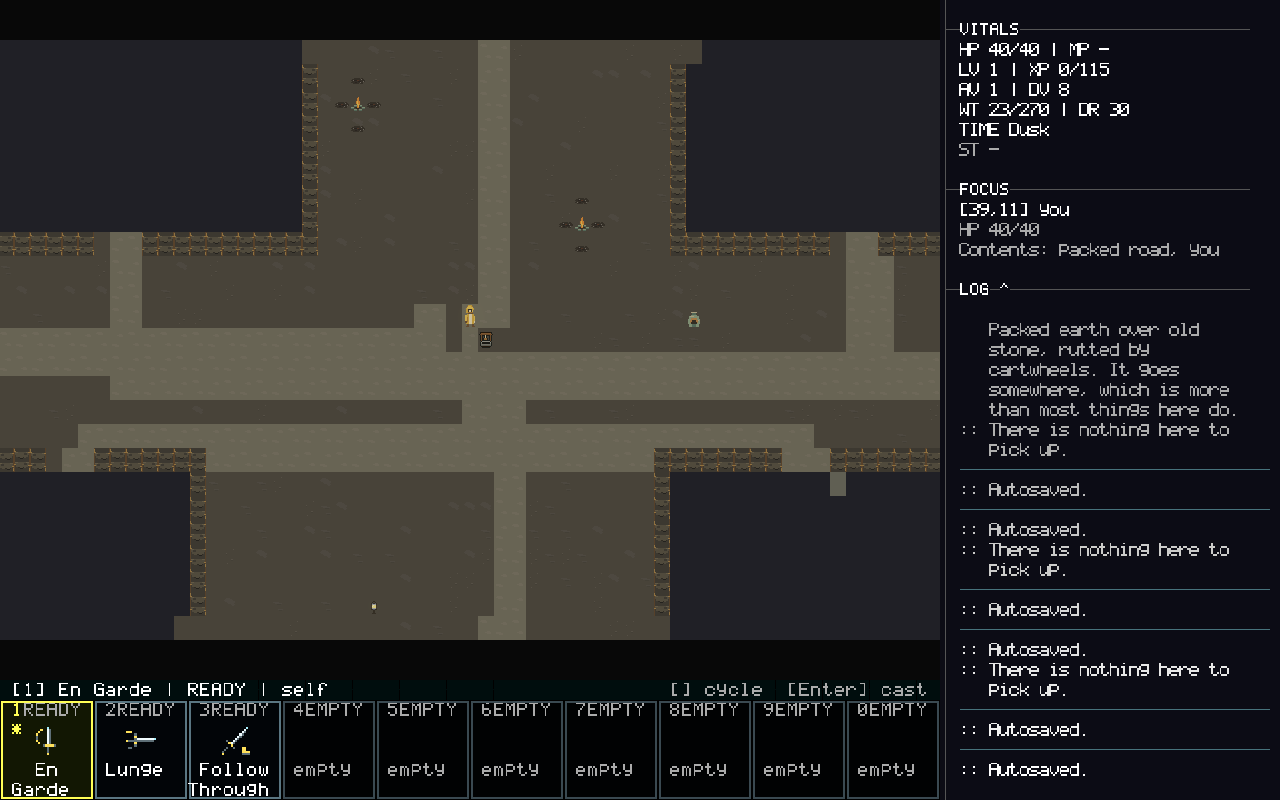 VITALS
HP 40/40 | MP -
LV 1 | XP 0/115
AV 1 | DV 8
WT 23/270 | DR 30
TIME Dusk
ST -
FOCUS
[39,11] You
HP 40/40
Contents: Packed road, you
LOG ^
Packed earth over old
stone, rutted by
cartwheels. It goes
somewhere, which is more
than most things here do.
:: There is nothing here to
pick up.
:: Autosaved.
:: Autosaved.
:: There is nothing here to
pick up.
:: Autosaved.
:: Autosaved.
:: There is nothing here to
pick up.
:: Autosaved.
:: Autosaved.
[1] En Garde | READY | self
[] cycle [Enter] cast
1READY 2READY 3READY 4EMPTY 5EMPTY 6EMPTY 7EMPTY 8EMPTY 9EMPTY 0EMPTY
*
En Lunge Follow empty empty empty empty empty empty empty
Garde Through